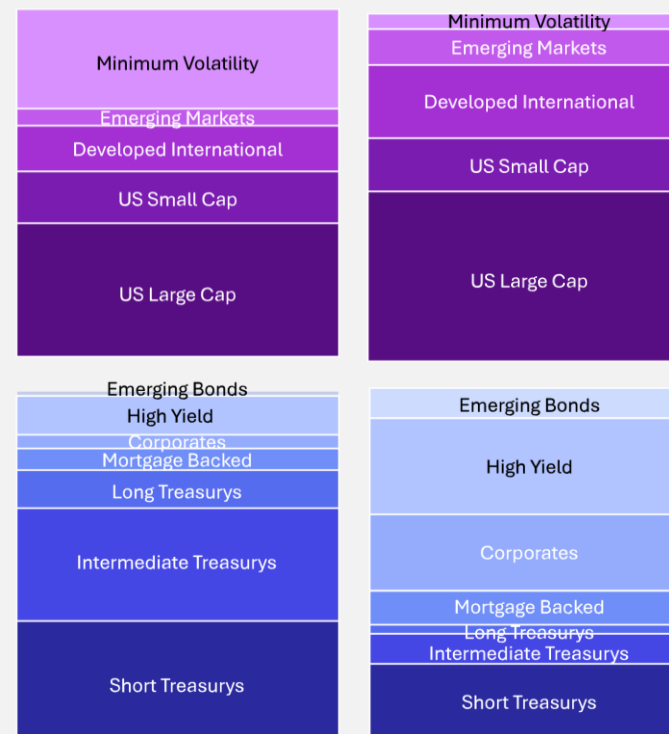 Minimum Volatility
Emerging Markets
Developed International
US Small Cap
US Large Cap
Minimum Volatility
Emerging Markets
Developed International
US Small Cap
US Large Cap
Emerging Bonds
High Yield
Corporates
Mortgage Backed
Long Treasurys
Intermediate Treasurys
Short Treasurys
Emerging Bonds
High Yield
Corporates
Mortgage Backed
Long Treasurys
Intermediate Treasurys
Short Treasurys